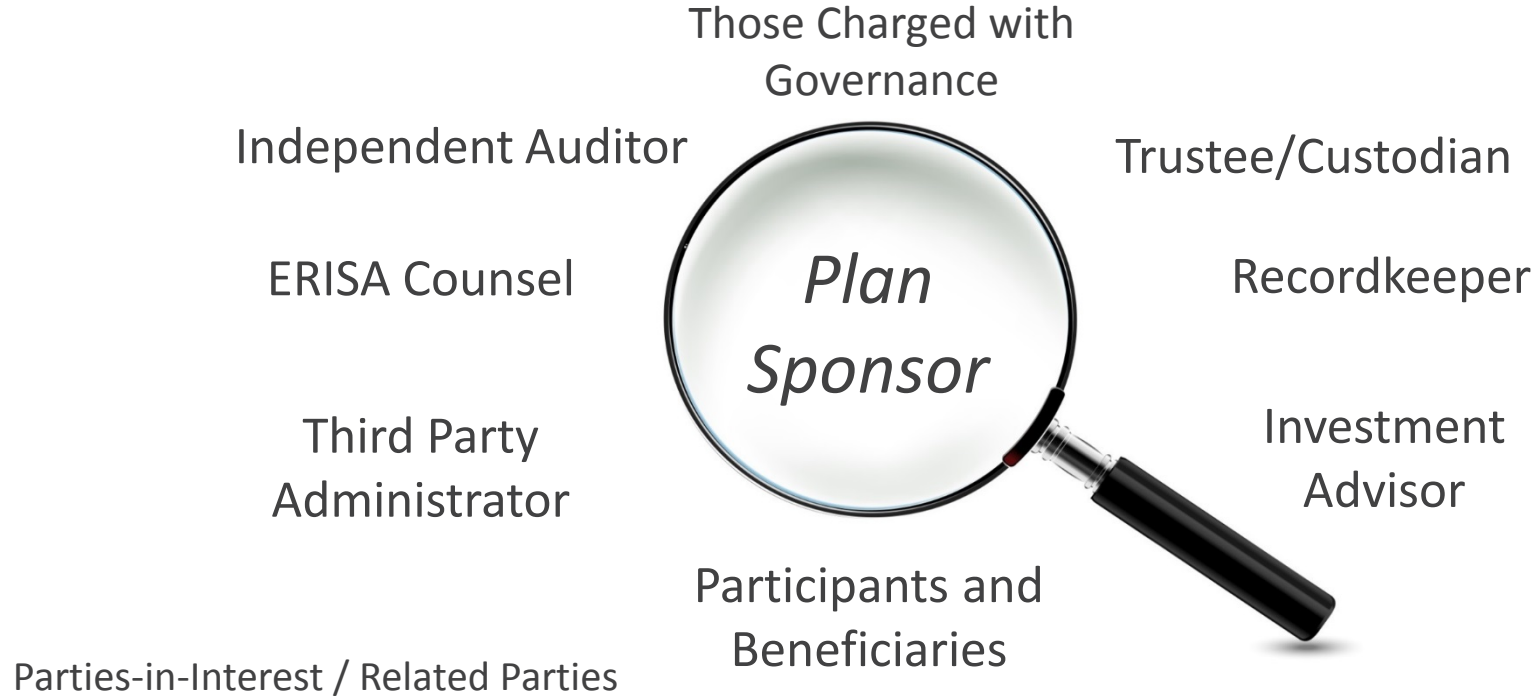 Those Charged with
Governance
Independent Auditor
Trustee/Custodian
ERISA Counsel
Plan
Sponsor
Recordkeeper
Third Party
Administrator
Investment
Advisor
Participants and
Beneficiaries
Parties-in-Interest / Related Parties